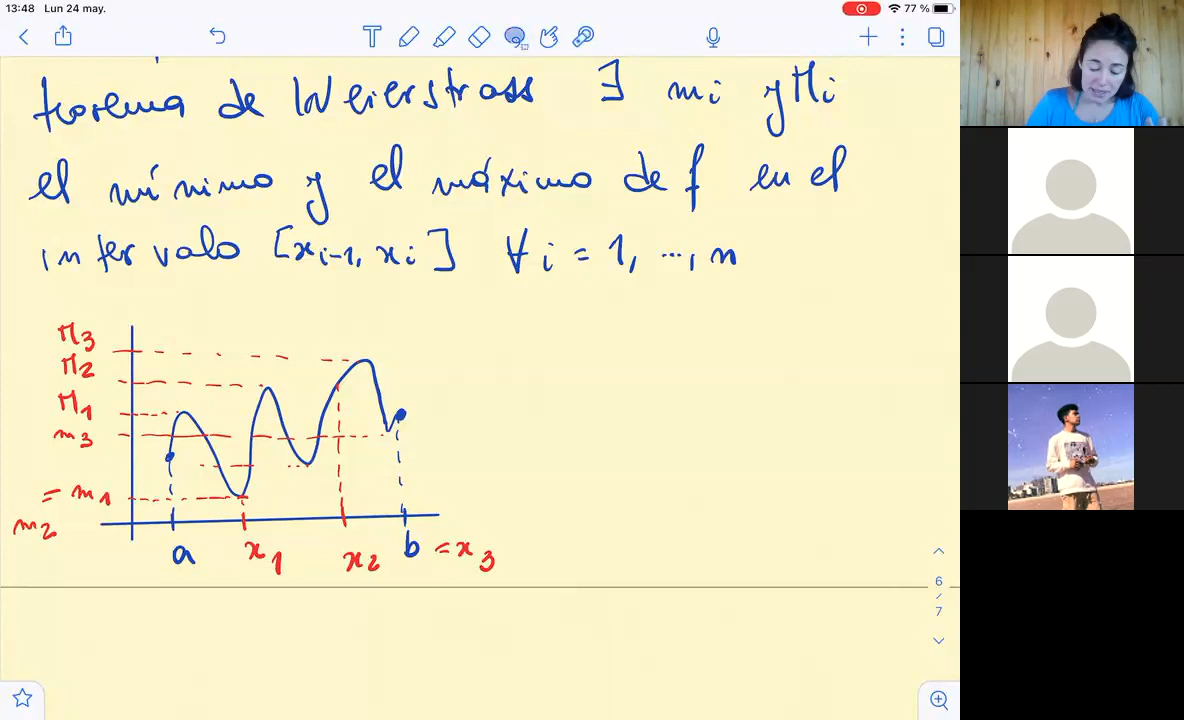 13:48 Lun 24 may.
77 %
teorema de Weierstrass ∃ mi y Mi
el mínimo y el máximo de f en el
intervalo [xi-1, xi] ∀i = 1, ..., n
M3
M2
M1
m3
= m1
m2
a x1 x2 b = x3
6
/
7